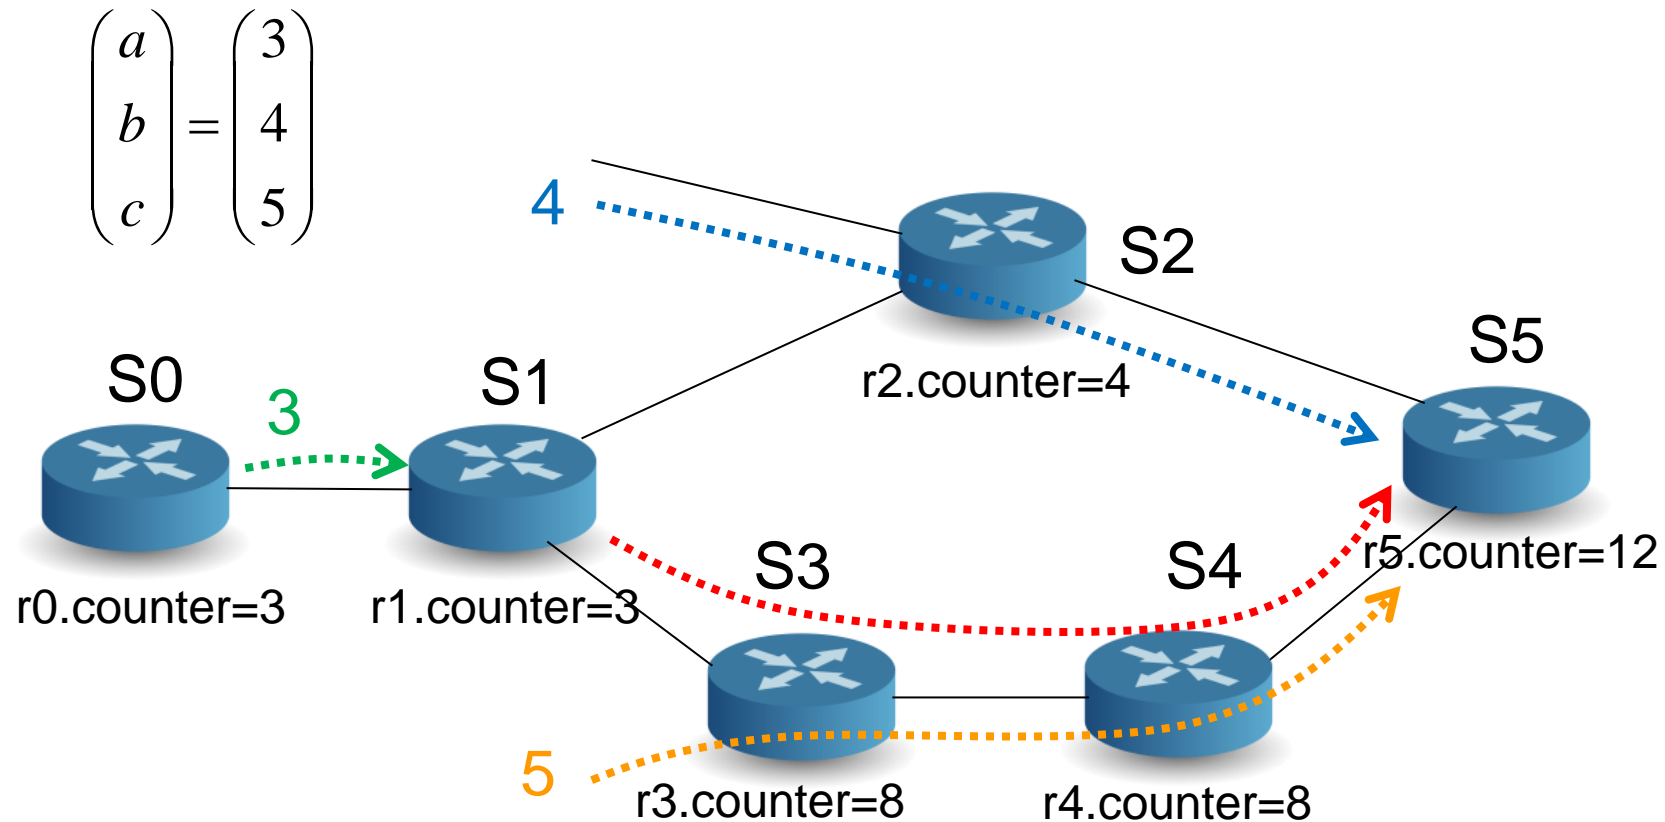 a
b
c
=
3
4
5
4
S2
S5
S0
S1
3
r2.counter=4
S3
S4
r5.counter=12
r0.counter=3
r1.counter=3
5
r3.counter=8
r4.counter=8